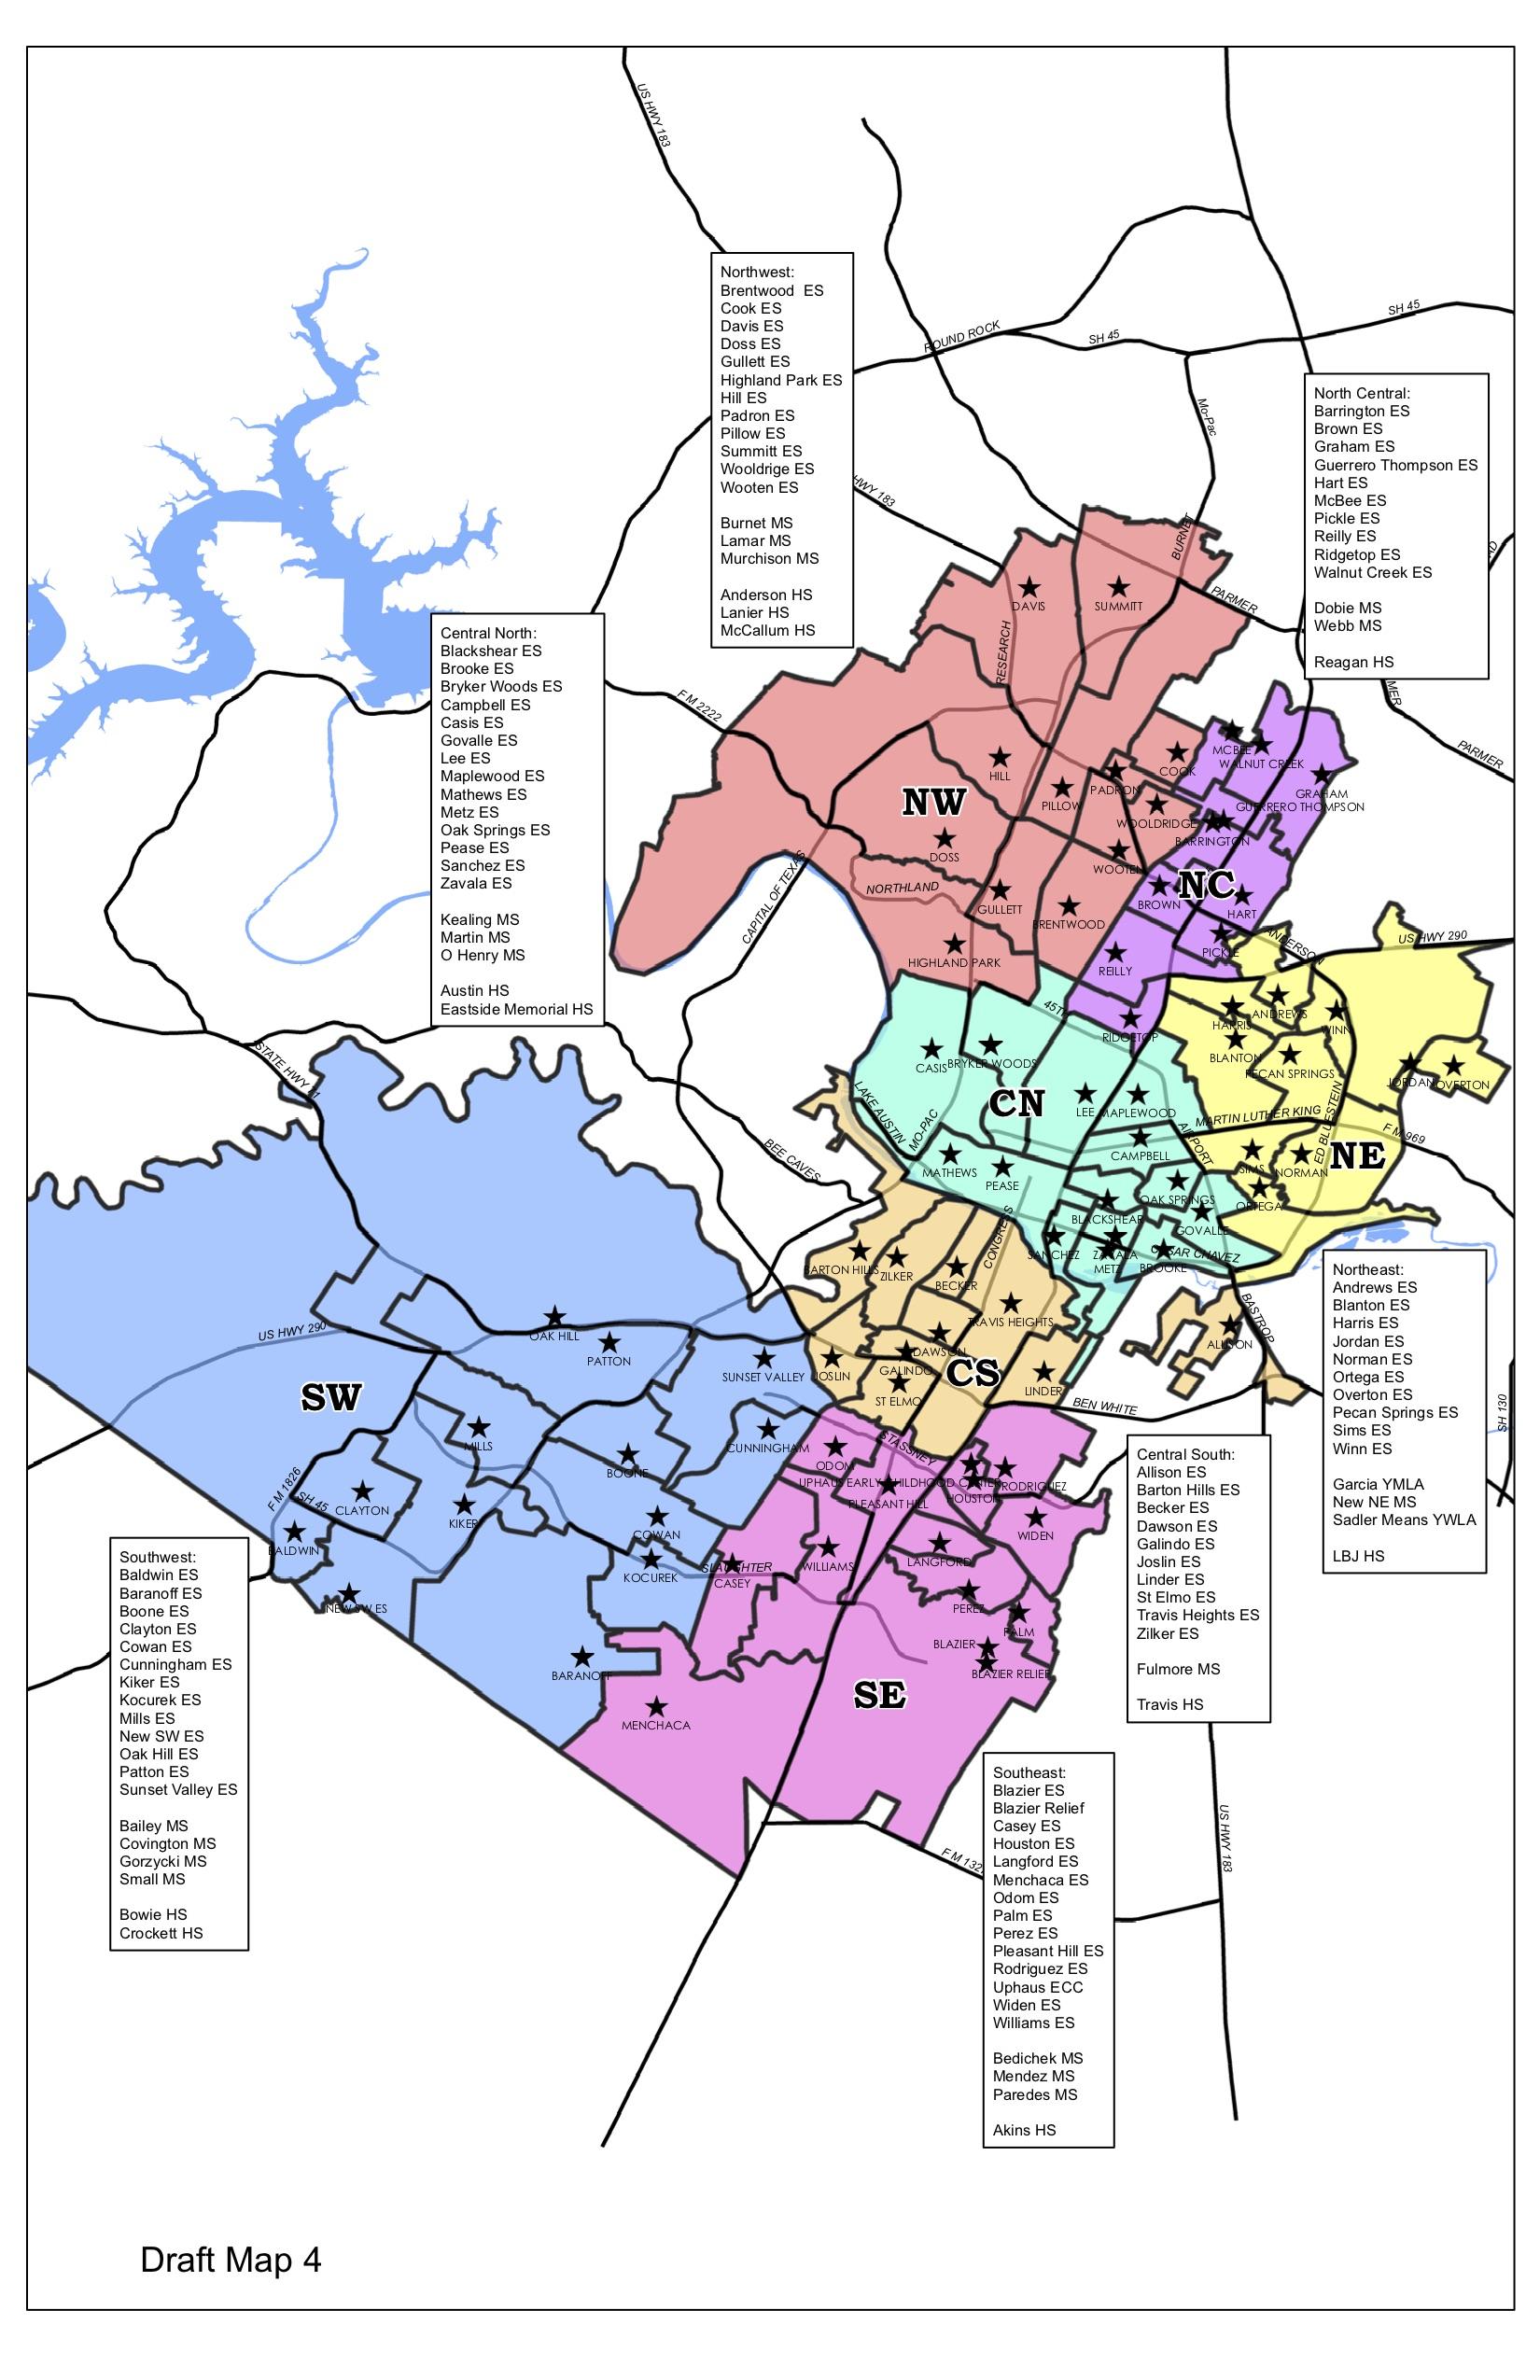 US HWY 183
Northwest:
Brentwood  ES
Cook ES
Davis ES
Doss ES
Gullett ES
Highland Park ES
Hill ES
Padron ES
Pillow ES
Summitt ES
Wooldrige ES
Wooten ES
Burnet MS
Lamar MS
Murchison MS
Anderson HS
Lanier HS
McCallum HS
ROUND ROCK
SH 45
SH 45
Mo-Pac
HWY 183
North Central:
Barrington ES
Brown ES
Graham ES
Guerrero Thompson ES
Hart ES
McBee ES
Pickle ES
Reilly ES
Ridgetop ES
Walnut Creek ES
Dobie MS
Webb MS
Reagan HS
Central North:
Blackshear ES
Brooke ES
Bryker Woods ES
Campbell ES
Casis ES
Govalle ES
Lee ES
Maplewood ES
Mathews ES
Metz ES
Oak Springs ES
Pease ES
Sanchez ES
Zavala ES
Kealing MS
Martin MS
O Henry MS
Austin HS
Eastside Memorial HS
BURNET
PARMER
MER
PARMER
DAVIS
SUMMITT
RESEARCH
F M 2222
HILL
PILLOW
PADRON
COOK
MCBEE
WALNUT CREEK
GRAHAM
GUERRERO THOMPSON
WOOLDRIDGE
BARRINGTON
NW
DOSS
WOOTEN
NORTHLAND
GULLETT
BRENTWOOD
BROWN
NC
HART
CAPITAL OF TEXAS
HIGHLAND PARK
REILLY
PICKLE
ANDERSON
US HWY 290
45TH
RIDGETOP
HARRIS
ANDREWS
WINN
BLANTON
PECAN SPRINGS
JORDAN
OVERTON
CASIS
BRYKER WOODS
CN
LEE
MAPLEWOOD
MARTIN LUTHER KING
F M 969
ED BLUESTEIN
AIRPORT
LAKE AUSTIN
MO-PAC
CAMPBELL
SIMS
NORMAN
NE
ORTEGA
MATHEWS
PEASE
BEE CAVES
OAK SPRINGS
BLACKSHEAR
GOVALLE
SANCHEZ
ZAVALA
METZ
BROOKE
CESAR CHAVEZ
CONGRESS
BARTON HILLS
ZILKER
BECKER
TRAVIS HEIGHTS
DAWSON
GALINDO
JOSLIN
CS
ST ELMO
LINDER
ALLISON
BASTROP
BEN WHITE
SH 130
US HWY 290
OAK HILL
PATTON
SUNSET VALLEY
SW
MILLS
BOONE
CUNNINGHAM
F M 1826
SH 45
CLAYTON
KIKER
COWAN
KOCUREK
BALDWIN
NEW SW ES
BARANOFF
STASSNEY
ODOM
UPHAUS EARLY CHILDHOOD CENTER
PLEASANT HILL
HOUSTON
RODRIGUEZ
WIDEN
SLAUGHTER
CASEY
WILLIAMS
LANGFORD
PEREZ
PALM
BLAZIER
BLAZIER RELIEF
SE
MENCHACA
Northeast:
Andrews ES
Blanton ES
Harris ES
Jordan ES
Norman ES
Ortega ES
Overton ES
Pecan Springs ES
Sims ES
Winn ES
Garcia YMLA
New NE MS
Sadler Means YWLA
LBJ HS
Central South:
Allison ES
Barton Hills ES
Becker ES
Dawson ES
Galindo ES
Joslin ES
Linder ES
St Elmo ES
Travis Heights ES
Zilker ES
Fulmore MS
Travis HS
Southwest:
Baldwin ES
Baranoff ES
Boone ES
Clayton ES
Cowan ES
Cunningham ES
Kiker ES
Kocurek ES
Mills ES
New SW ES
Oak Hill ES
Patton ES
Sunset Valley ES
Bailey MS
Covington MS
Gorzycki MS
Small MS
Bowie HS
Crockett HS
Southeast:
Blazier ES
Blazier Relief
Casey ES
Houston ES
Langford ES
Menchaca ES
Odom ES
Palm ES
Perez ES
Pleasant Hill ES
Rodriguez ES
Uphaus ECC
Widen ES
Williams ES
Bedichek MS
Mendez MS
Paredes MS
Akins HS
US HWY 183
Draft Map 4